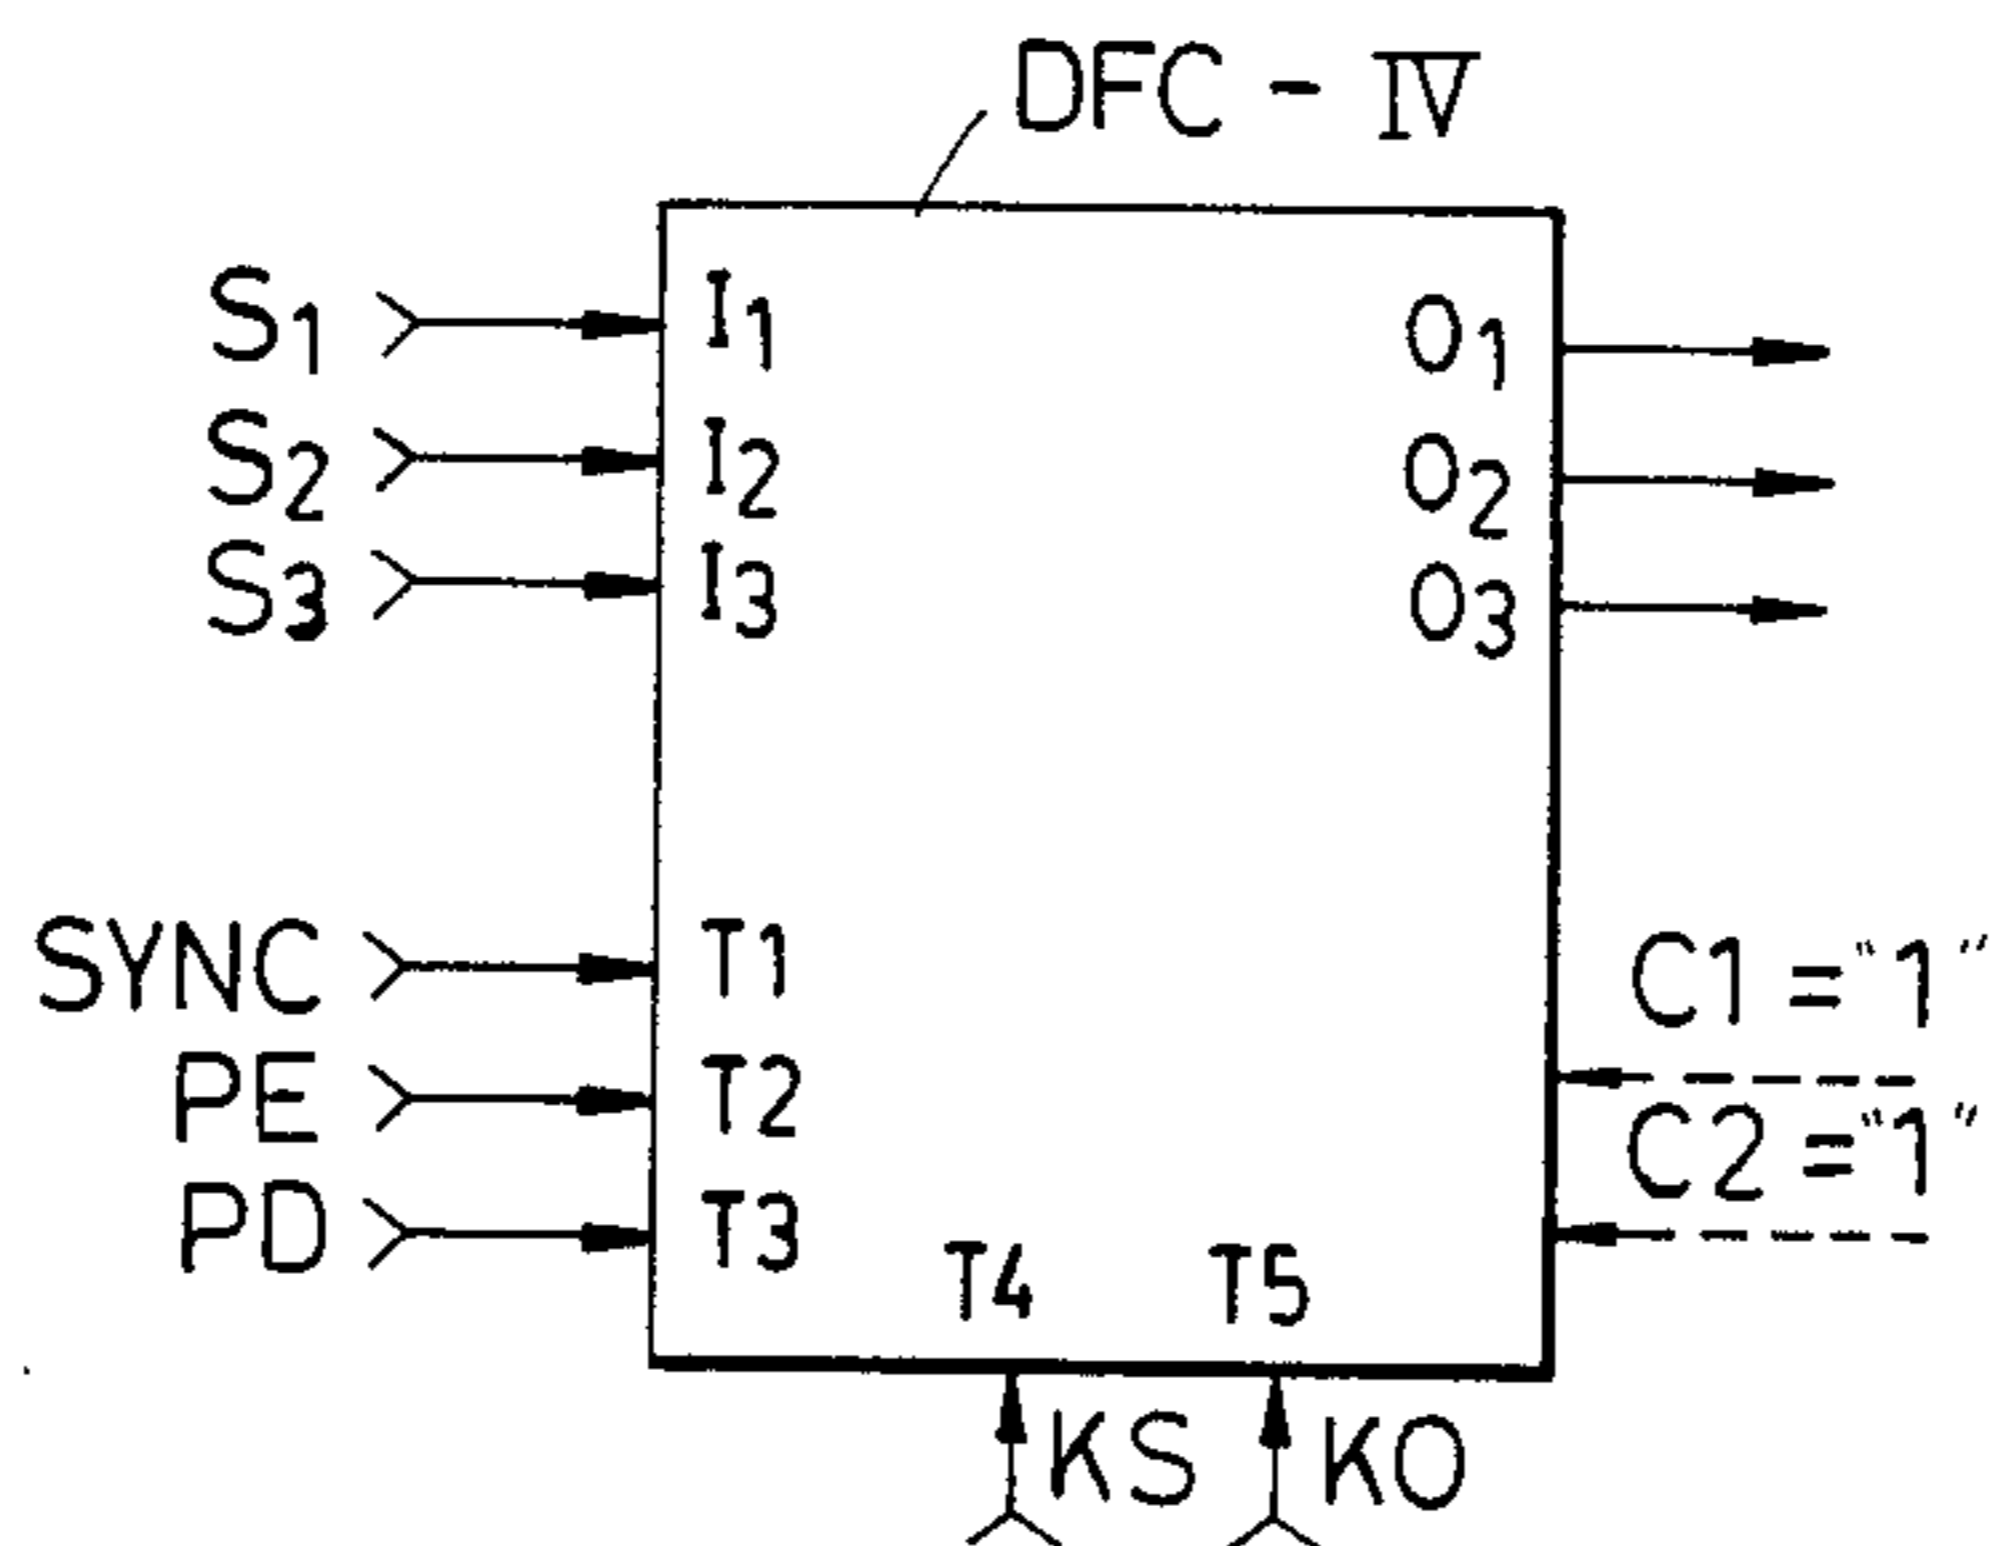 DFC - IV
S1 I1 O1
S2 I2 O2
S3 I3 O3
SYNC T1 C1 = "1"
PE T2
C2 = "1"
PD T3
T4 T5
KS KO